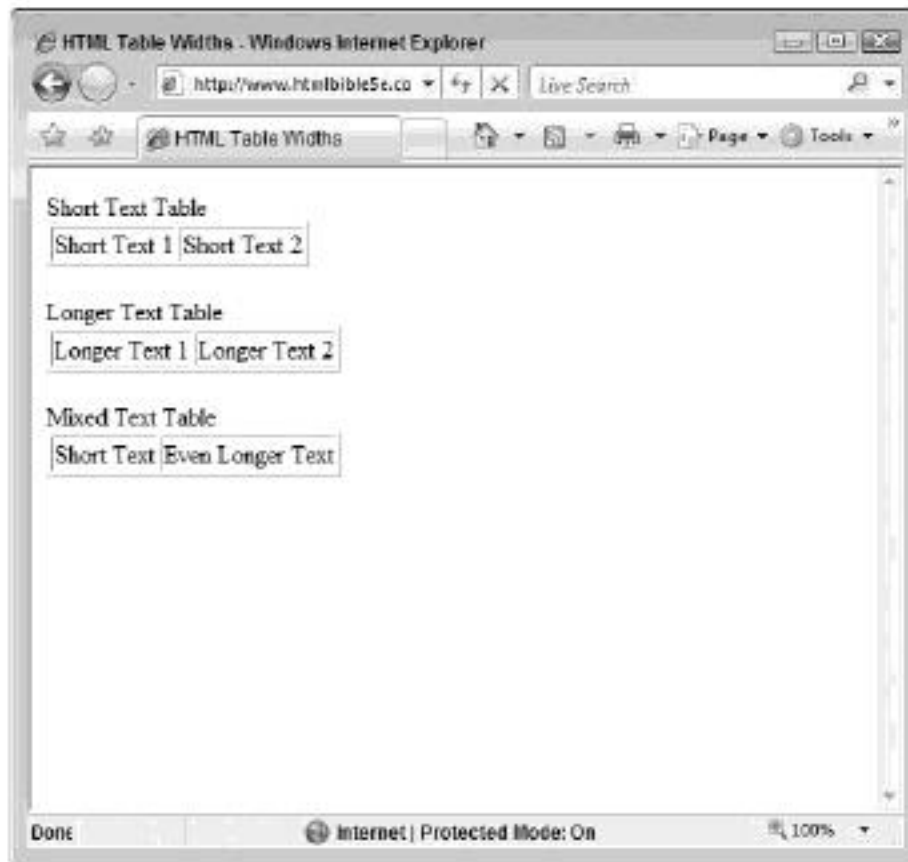 HTML Table Widths - Windows Internet Explorer
http://www.htmlbible5e.co Live Search
HTML Table Widths Page Tools
Short Text Table
Short Text 1 Short Text 2
Longer Text Table
Longer Text 1 Longer Text 2
Mixed Text Table
Short Text Even Longer Text
Done Internet | Protected Mode: On 100%